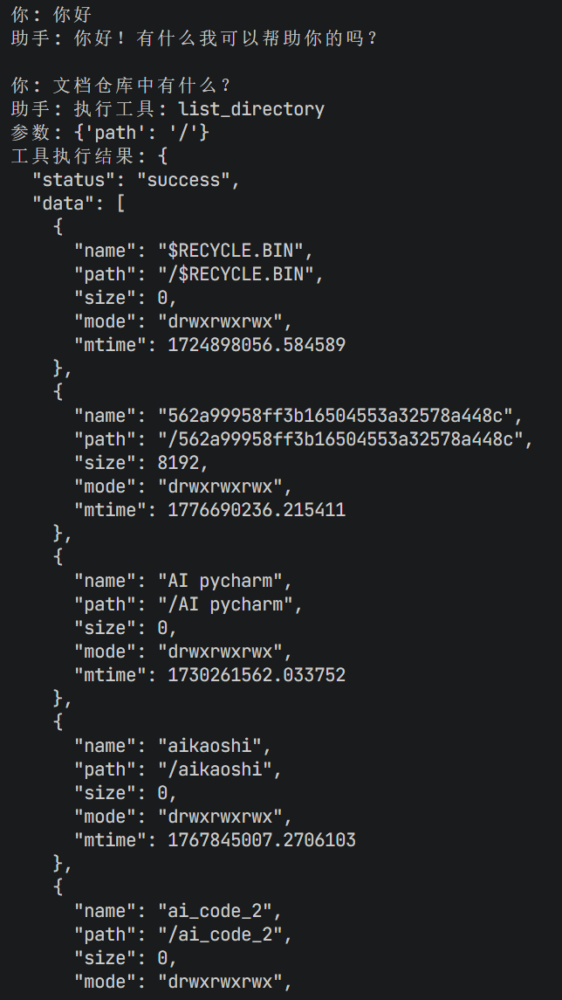 你: 你好
助手: 你好！有什么我可以帮助你的吗？
你: 文档仓库中有什么？
助手: 执行工具: list_directory
参数: {'path': '/'}
工具执行结果: {
  "status": "success",
  "data": [
    {
      "name": "$RECYCLE.BIN",
      "path": "/$RECYCLE.BIN",
      "size": 0,
      "mode": "drwxrwxrwx",
      "mtime": 1724898056.584589
    },
    {
      "name": "562a99958ff3b16504553a32578a448c",
      "path": "/562a99958ff3b16504553a32578a448c",
      "size": 8192,
      "mode": "drwxrwxrwx",
      "mtime": 1776690236.215411
    },
    {
      "name": "AI pycharm",
      "path": "/AI pycharm",
      "size": 0,
      "mode": "drwxrwxrwx",
      "mtime": 1730261562.033752
    },
    {
      "name": "aikaoshi",
      "path": "/aikaoshi",
      "size": 0,
      "mode": "drwxrwxrwx",
      "mtime": 1767845007.2706103
    },
    {
      "name": "ai_code_2",
      "path": "/ai_code_2",
      "size": 0,
      "mode": "drwxrwxrwx",